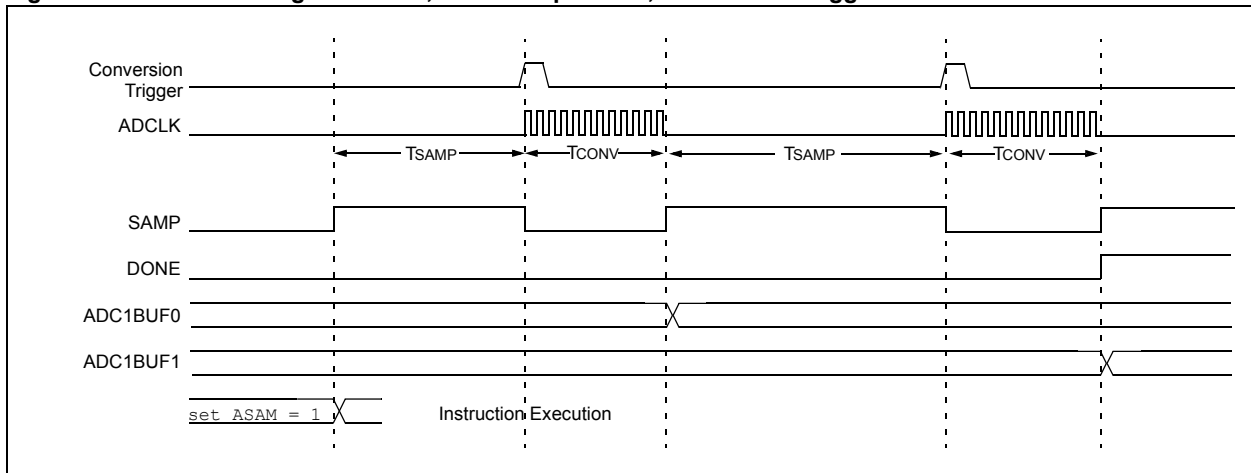 Conversion
Trigger
ADCLK
TSAMP
TCONV
TSAMP
TCONV
SAMP
DONE
ADC1BUF0
ADC1BUF1
set ASAM = 1
Instruction Execution